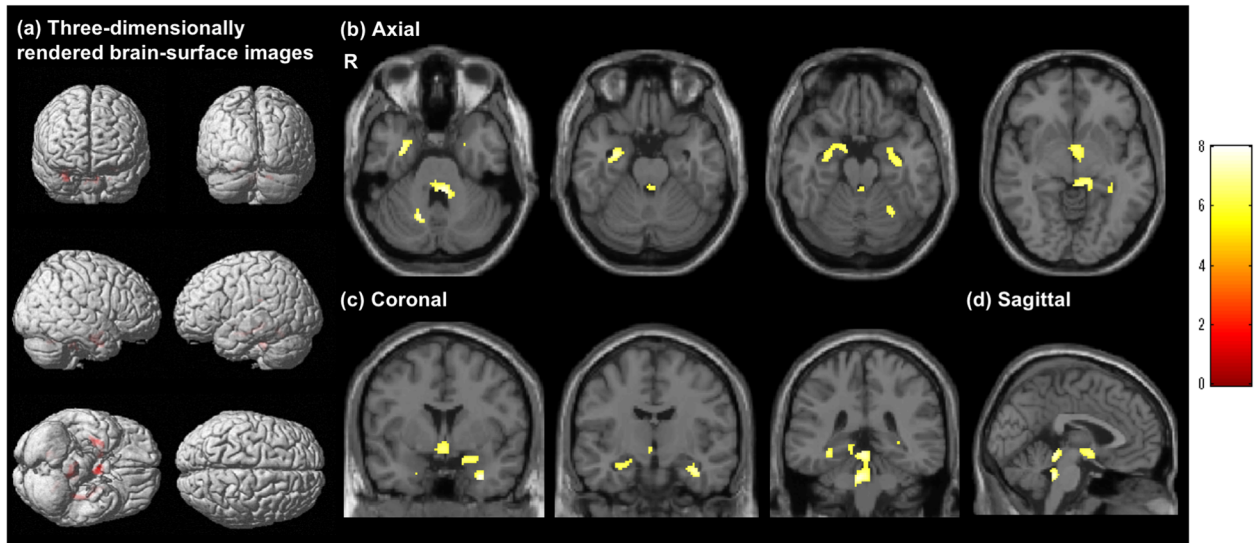 (a) Three-dimensionally
rendered brain-surface images
(b) Axial
R
(c) Coronal
(d) Sagittal
8
6
4
2
0